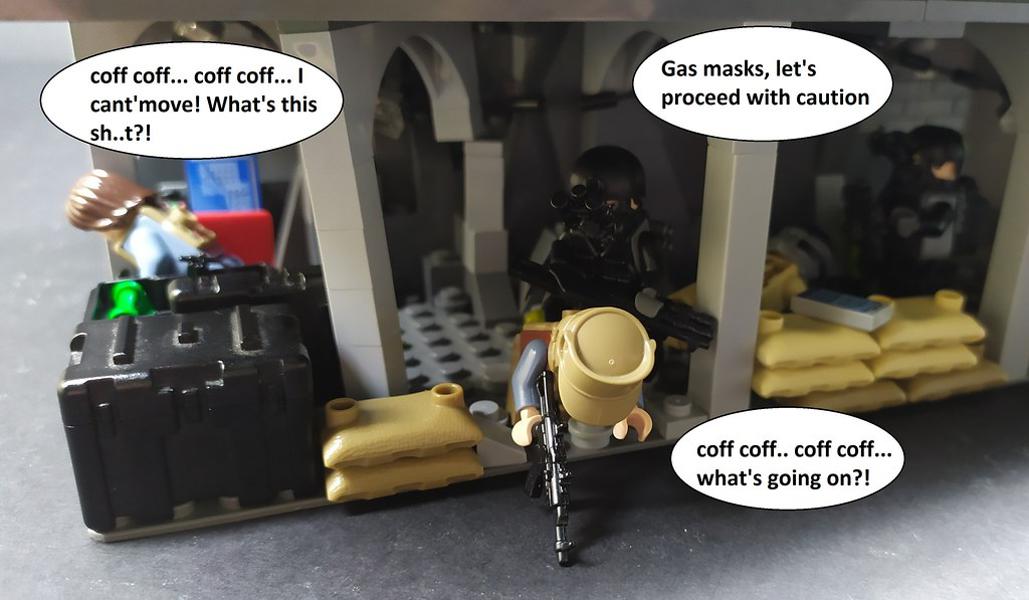 coff coff... coff coff... I
cant'move! What's this
sh..t?!
Gas masks, let's
proceed with caution
coff coff.. coff coff...
what's going on?!